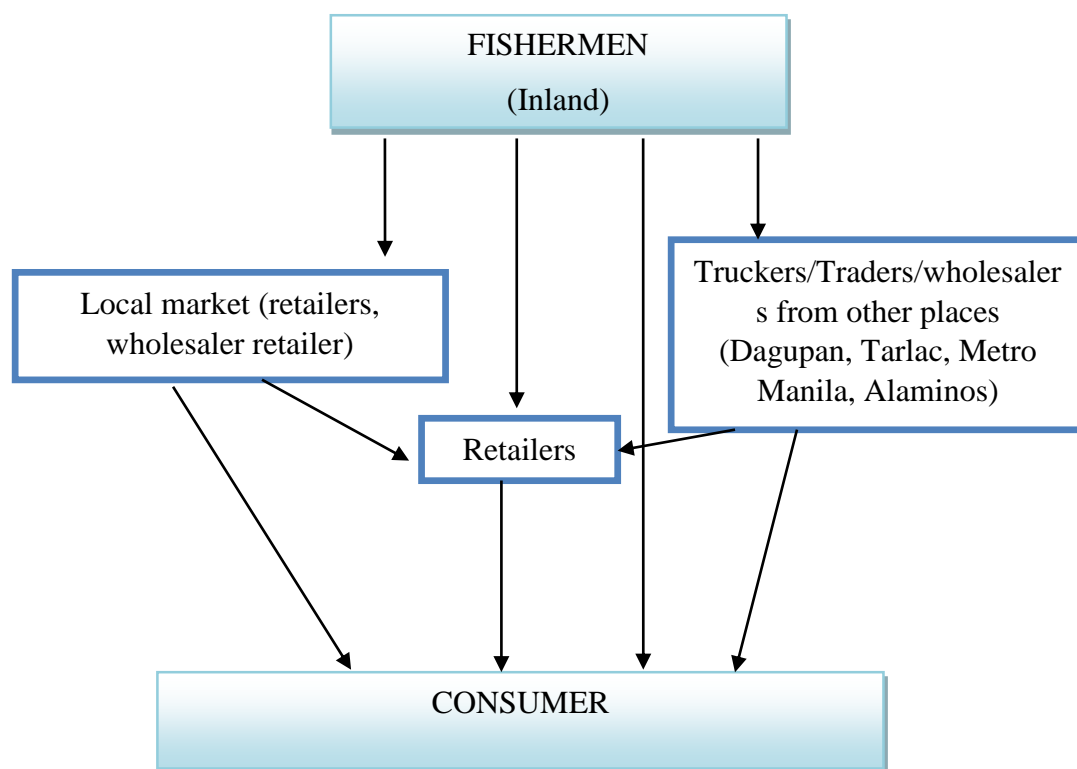 FISHERMEN
(Inland)
Local market (retailers,
wholesaler retailer)
Truckers/Traders/wholesaler
s from other places
(Dagupan, Tarlac, Metro
Manila, Alaminos)
Retailers
CONSUMER